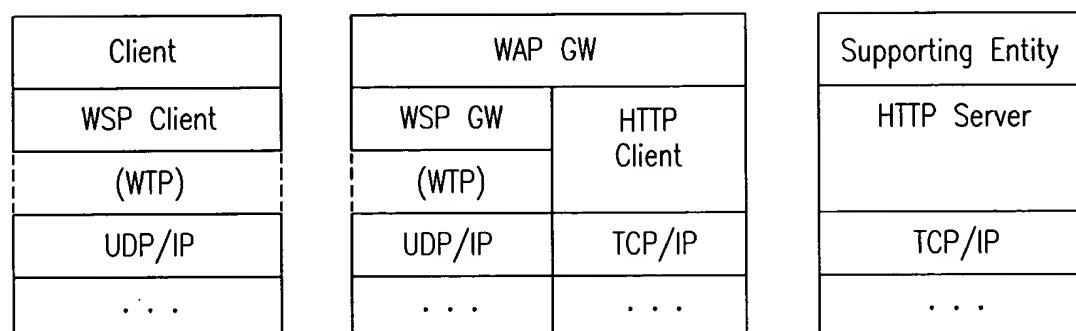 Client
WSP Client
(WTP)
UDP/IP
. . .
WAP GW
WSP GW
(WTP)
UDP/IP
. . .
HTTP
Client
TCP/IP
. . .
Supporting Entity
HTTP Server
TCP/IP
. . .